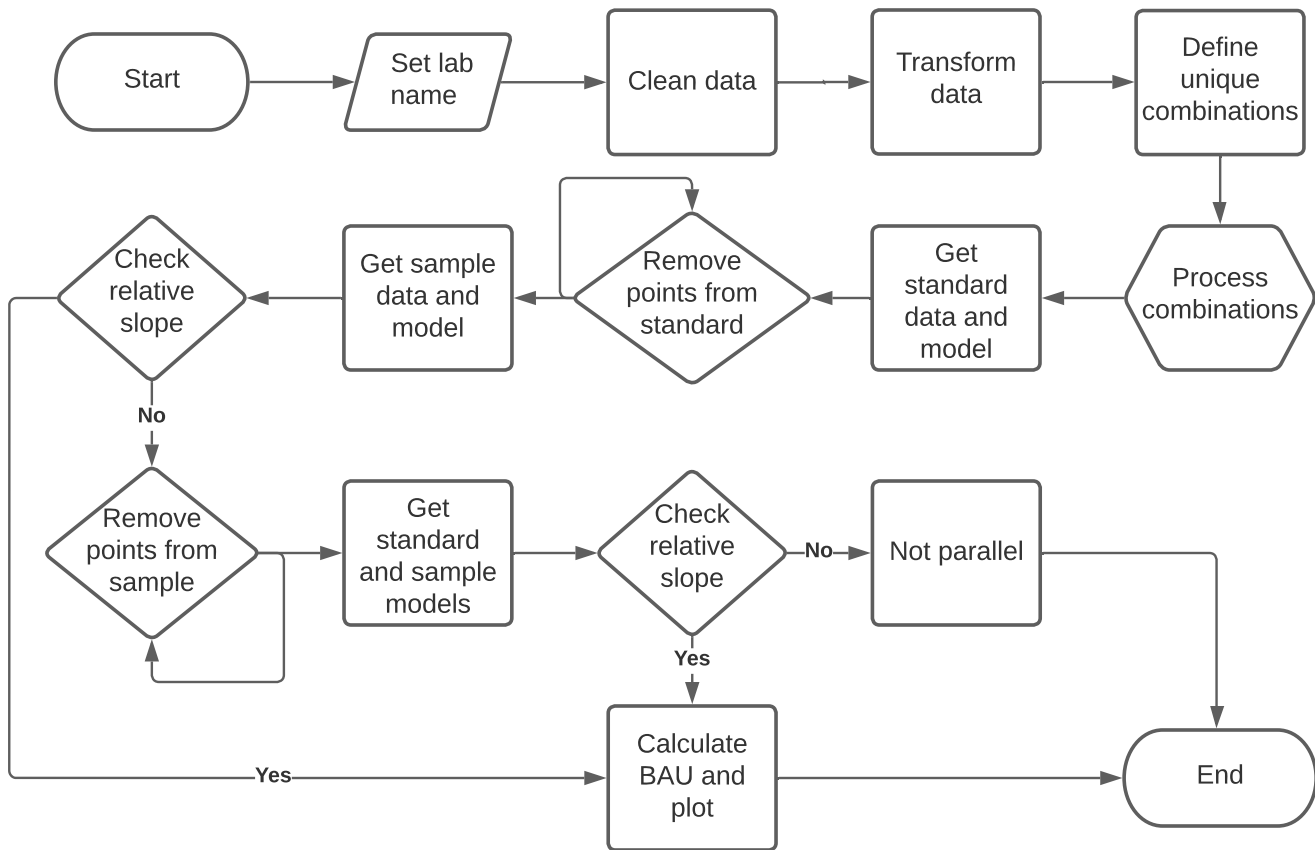 Start
Set lab
name
Clean data
Transform
data
Define
unique
combinations
Check
relative
slope
Get sample
data and
model
Remove
points from
standard
Get
standard
data and
model
Process
combinations
No
Remove
points from
sample
Get
standard
and sample
models
Check
relative
slope
No
Not parallel
Yes
Yes
Calculate
BAU and
plot
End